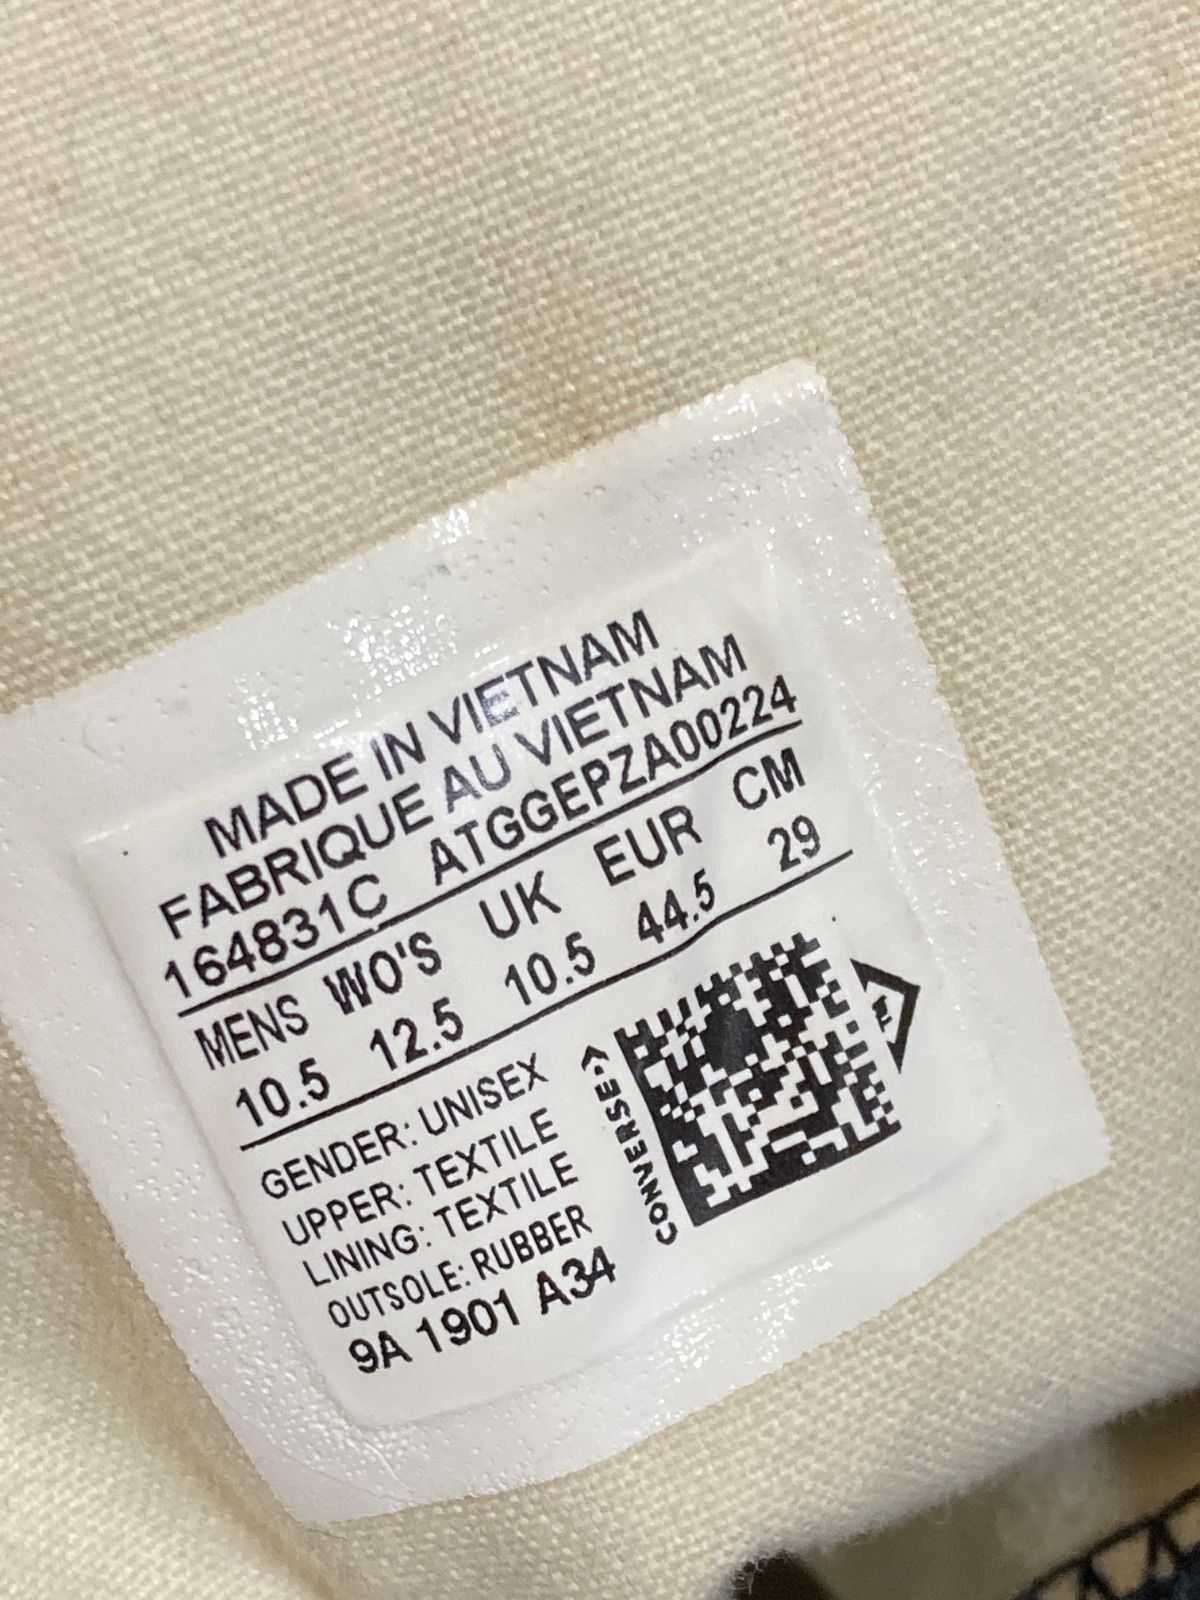 MADE IN VIETNAM
FABRIQUE AU VIETNAM
164831C ATGGEPZA00224
MENS WO'S UK EUR CM
10.5 12.5 10.5 44.5 29
GENDER: UNISEX
UPPER: TEXTILE
LINING: TEXTILE
OUTSOLE: RUBBER
9A 1901 A34
CONVERSE